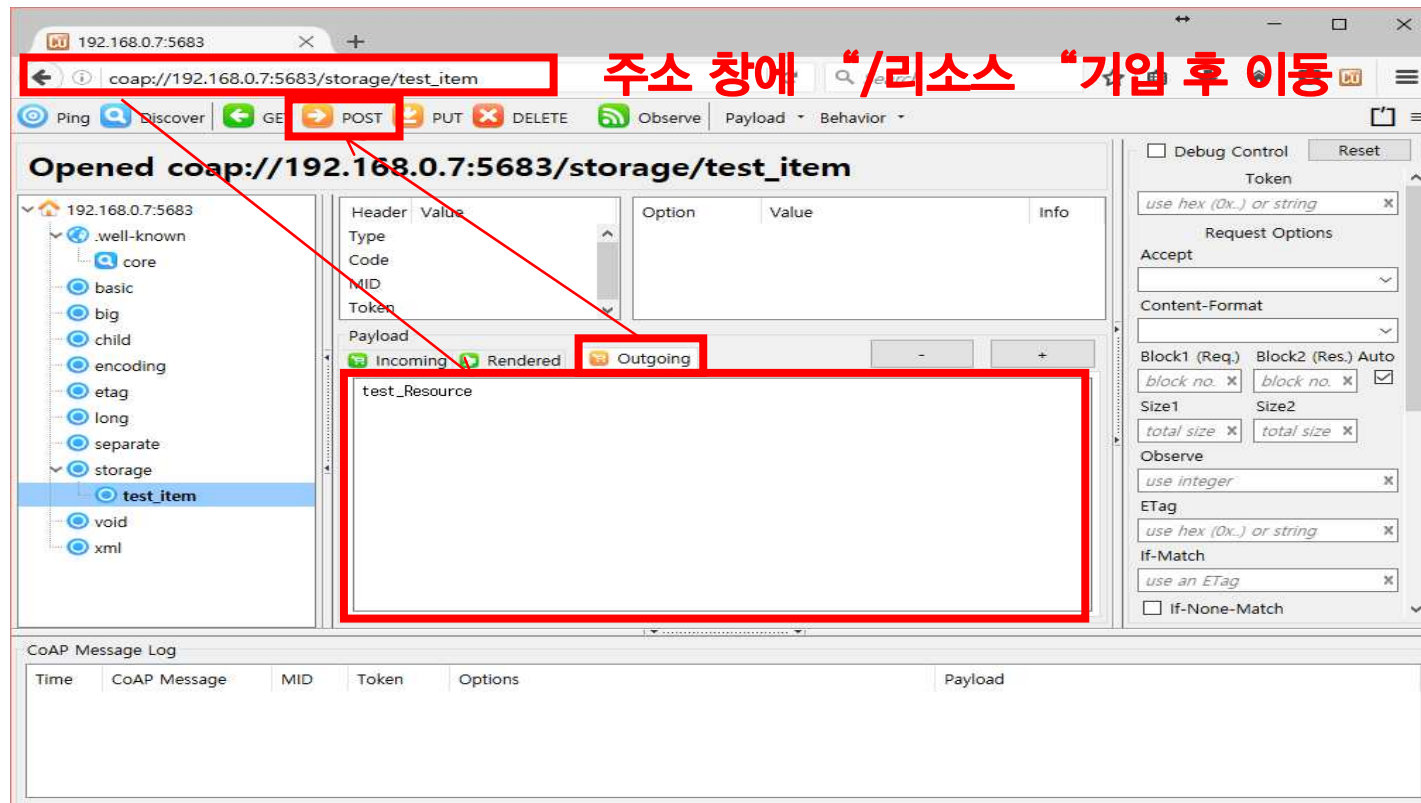 192.168.0.7:5683
coap://192.168.0.7:5683/storage/test_item
주소 창에 “/리소스 “기입 후 이동
Ping Discover GET POST PUT DELETE Observe Payload Behavior
Opened coap://192.168.0.7:5683/storage/test_item
192.168.0.7:5683
.well-known
core
basic
big
child
encoding
etag
long
separate
storage
test_item
void
xml
Header Value
Type
Code
MID
Token
Option Value Info
Payload
Incoming Rendered Outgoing - +
test_Resource
Debug Control Reset
Token
use hex (0x..) or string
Request Options
Accept
Content-Format
Block1 (Req.) Block2 (Res.) Auto
block no. block no.
Size1 Size2
total size total size
Observe
use integer
ETag
use hex (0x..) or string
If-Match
use an ETag
If-None-Match
CoAP Message Log
Time CoAP Message MID Token Options Payload